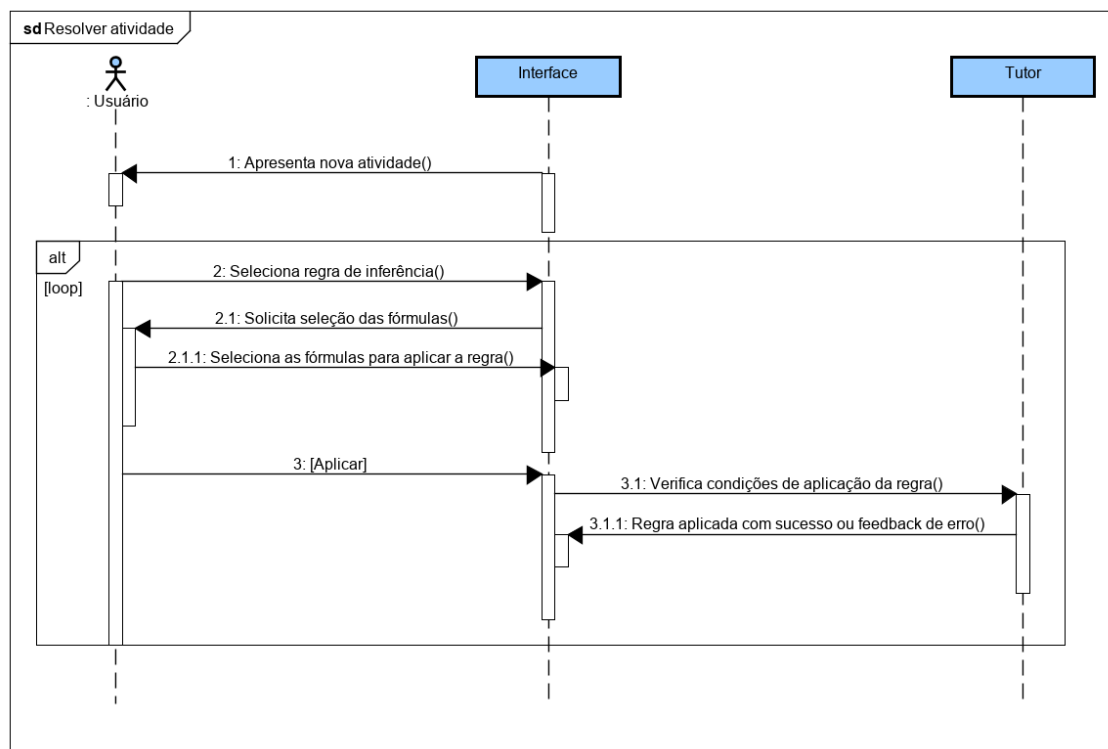 sd Resolver atividade
: Usuário
Interface
Tutor
1: Apresenta nova atividade()
alt
[loop]
2: Seleciona regra de inferência()
2.1: Solicita seleção das fórmulas()
2.1.1: Seleciona as fórmulas para aplicar a regra()
3: [Aplicar]
3.1: Verifica condições de aplicação da regra()
3.1.1: Regra aplicada com sucesso ou feedback de erro()